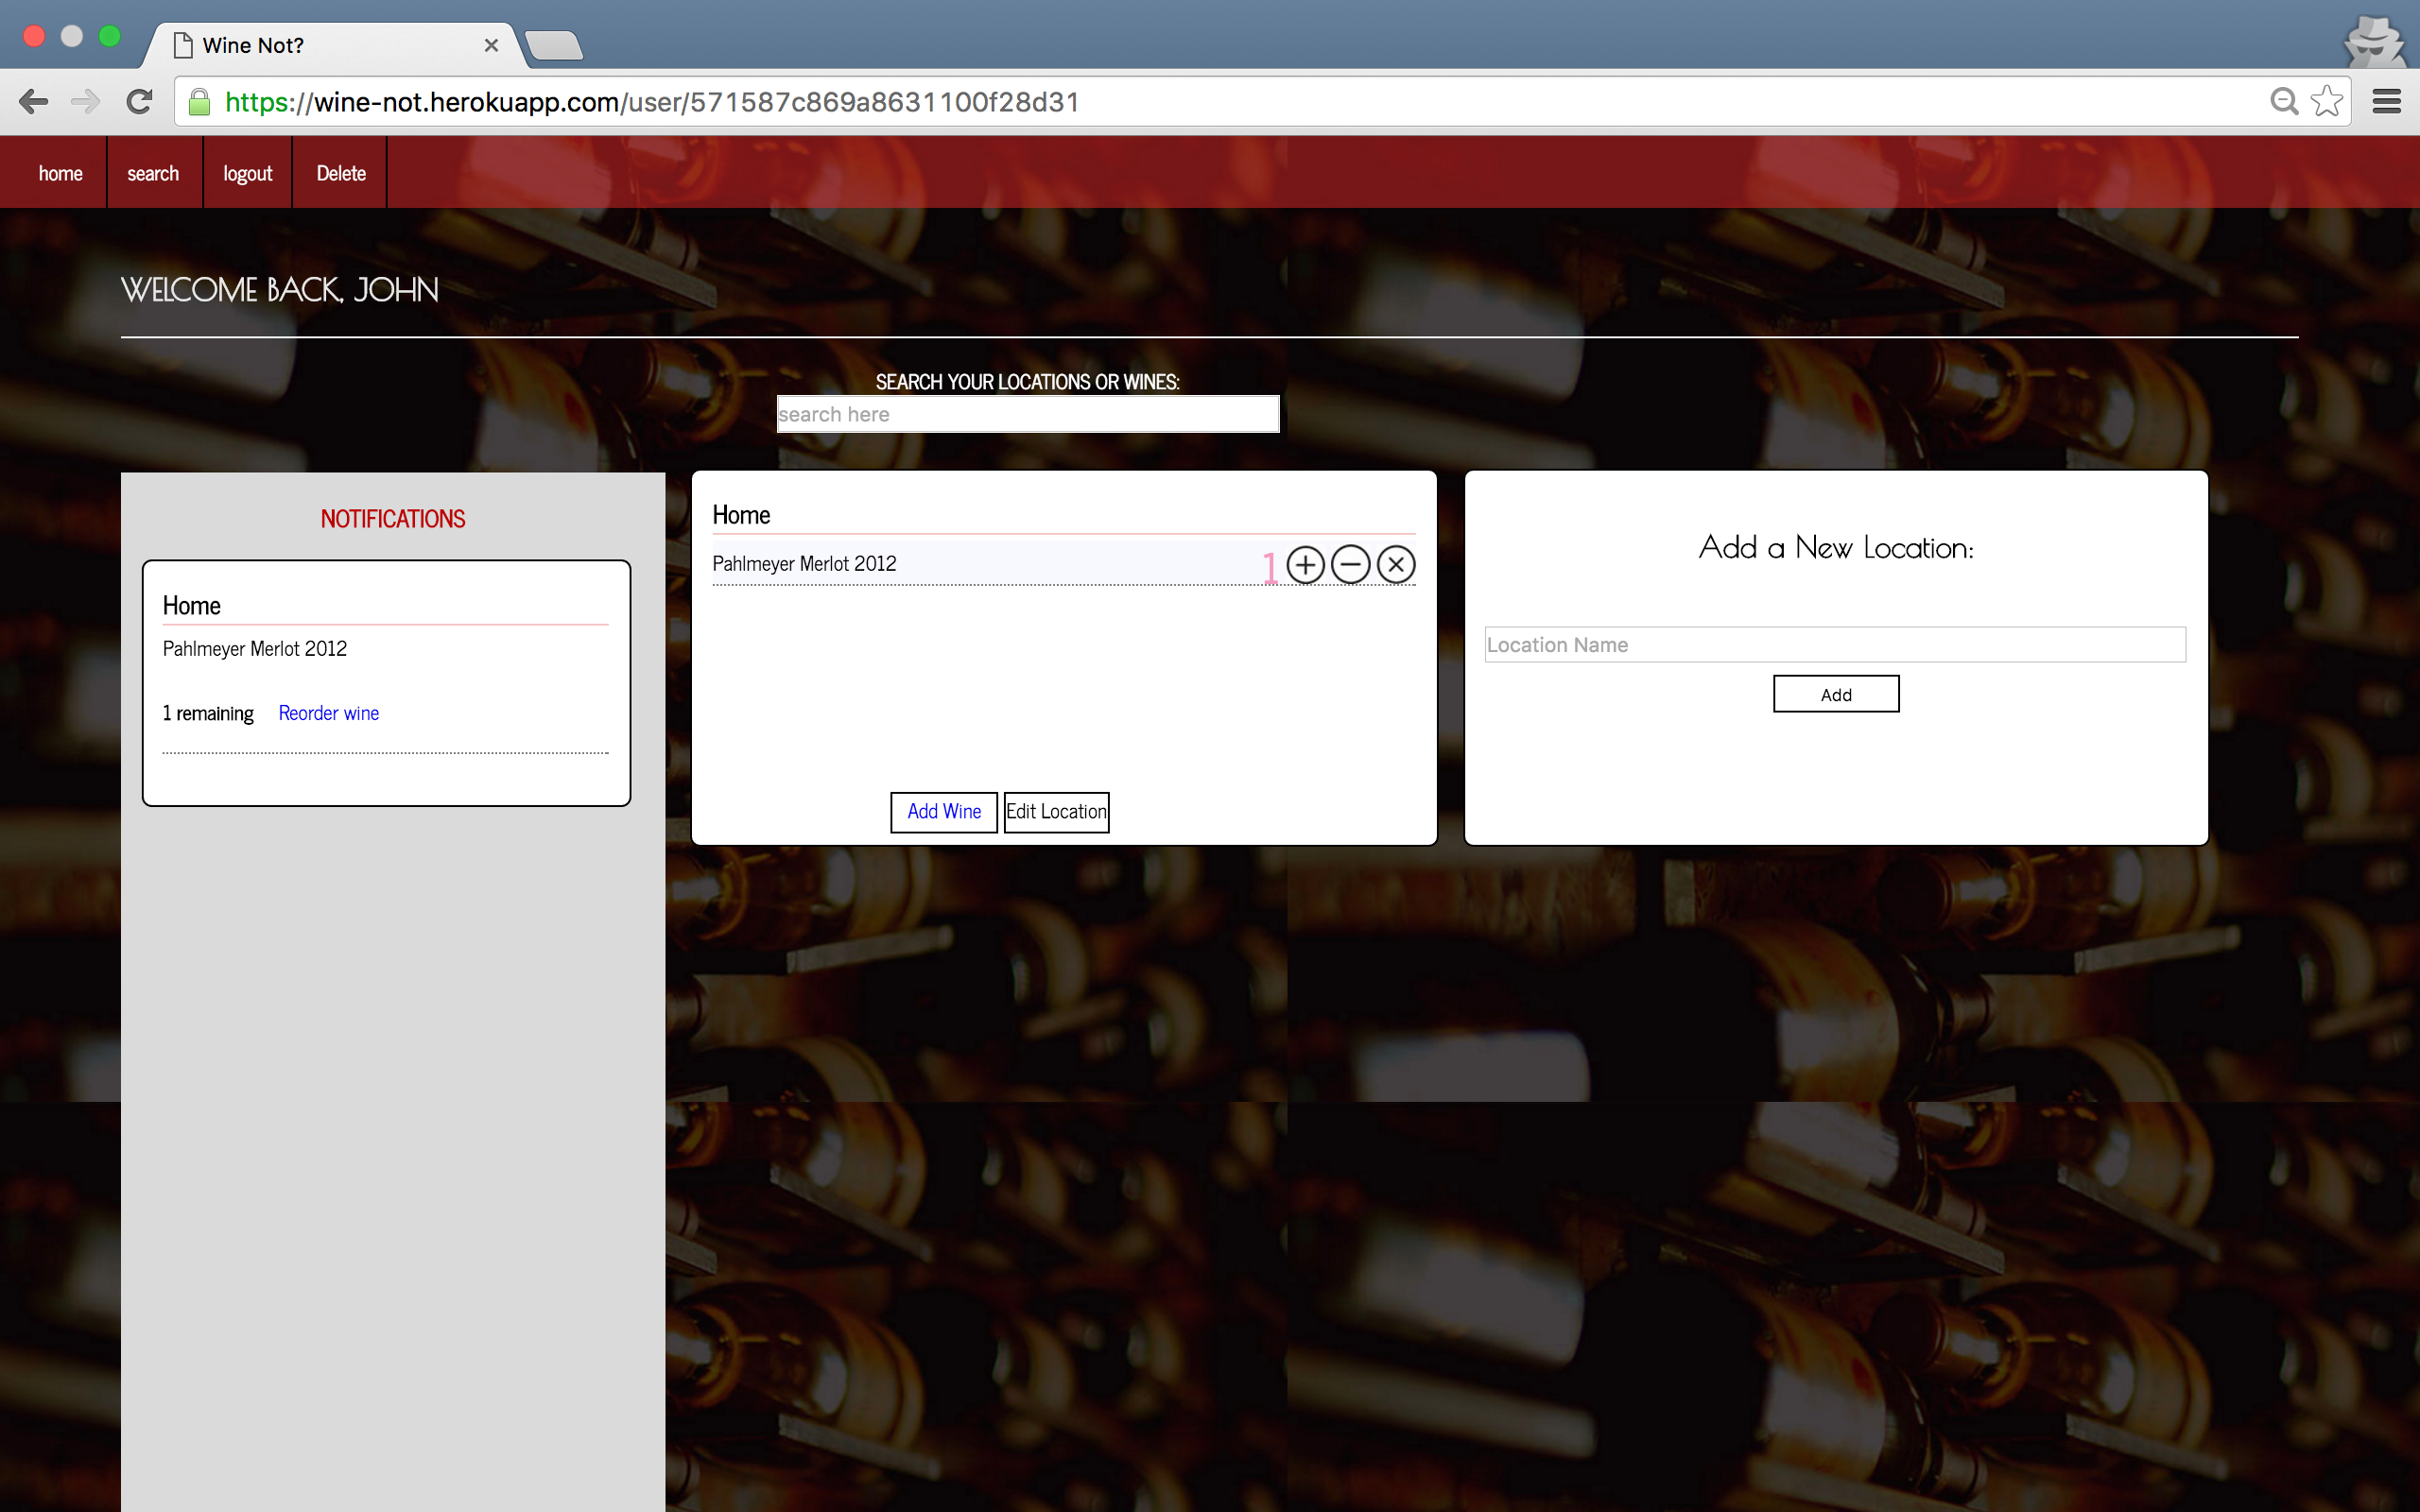 Wine Not?
https://wine-not.herokuapp.com/user/571587c869a8631100f28d31
home search logout Delete
WELCOME BACK, JOHN
SEARCH YOUR LOCATIONS OR WINES:
search here
NOTIFICATIONS
Home
Pahlmeyer Merlot 2012
1 remaining Reorder wine
Home
Pahlmeyer Merlot 2012 1
Add Wine Edit Location
Add a New Location:
Location Name
Add